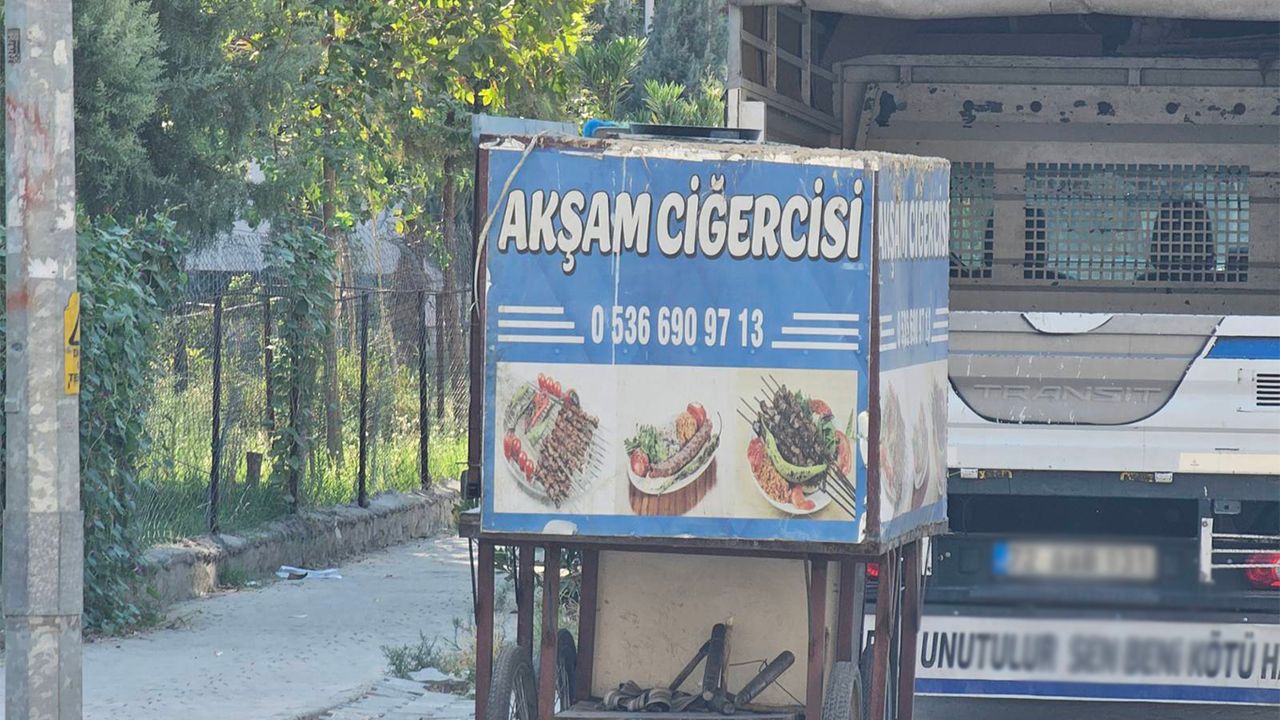 AKŞAM CİĞERCİSİ
0 536 690 97 13
AKŞAM CİĞERCİSİ
TRANSIT
UNUTULUR SEN BENİ KÖTÜ